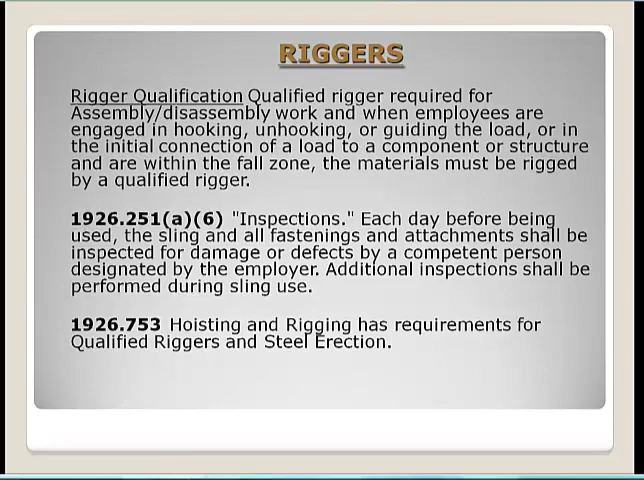 RIGGERS
Rigger Qualification Qualified rigger required for
Assembly/disassembly work and when employees are
engaged in hooking, unhooking, or guiding the load, or in
the initial connection of a load to a component or structure
and are within the fall zone, the materials must be rigged
by a qualified rigger.
1926.251(a)(6) "Inspections." Each day before being
used, the sling and all fastenings and attachments shall be
inspected for damage or defects by a competent person
designated by the employer. Additional inspections shall be
performed during sling use.
1926.753 Hoisting and Rigging has requirements for
Qualified Riggers and Steel Erection.